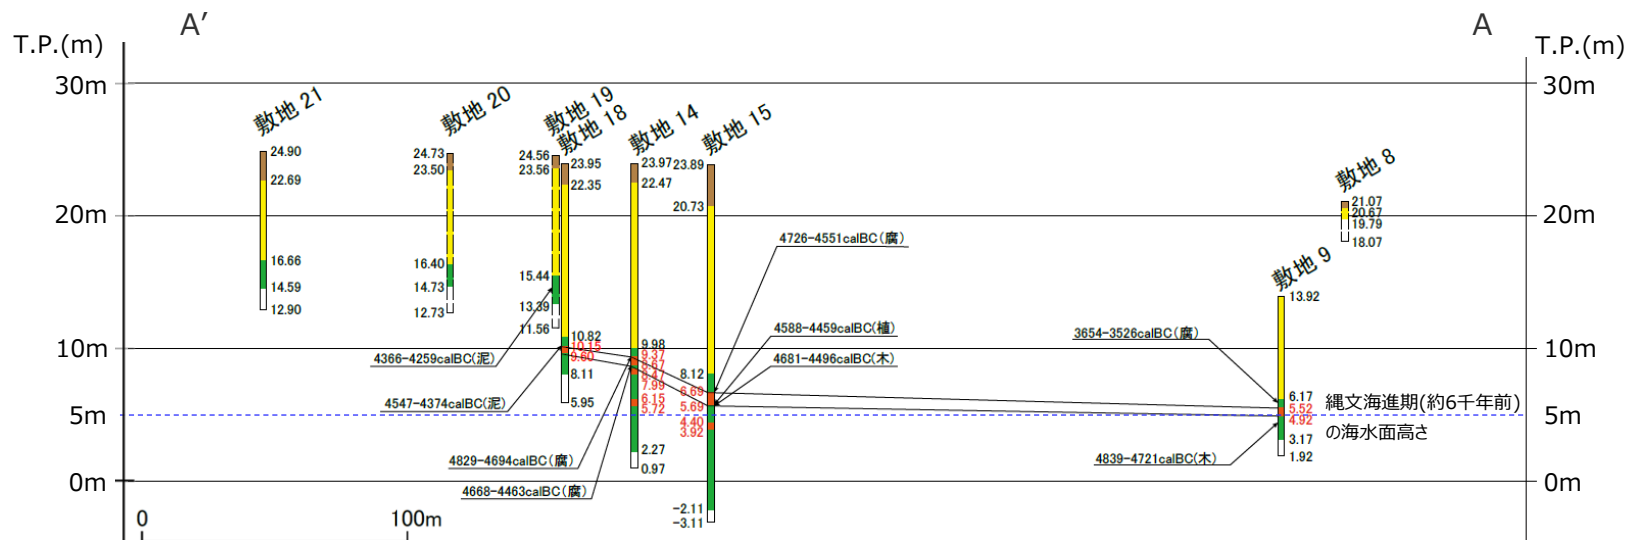 A′
A
T.P.(m)
T.P.(m)
30m
30m
敷地 21
敷地 20
敷地 19
敷地 18
敷地 14
敷地 15
敷地 8
敷地 9
24.90
22.69
16.66
14.59
12.90
24.73
23.50
16.40
14.73
12.73
24.56
23.56
15.44
13.39
11.56
23.95
22.35
10.82
10.15
9.60
8.11
5.95
23.97
22.47
9.98
9.37
8.67
8.47
7.99
6.15
5.72
2.27
0.97
23.89
20.73
8.12
6.69
5.69
4.40
3.92
-2.11
-3.11
21.07
20.67
19.79
18.07
13.92
6.17
5.52
4.92
3.17
1.92
20m
20m
4726-4551calBC(腐)
4588-4459calBC(植)
4681-4496calBC(木)
3654-3526calBC(腐)
10m
10m
4366-4259calBC(泥)
4547-4374calBC(泥)
5m
5m
縄文海進期(約6千年前)
の海水面高さ
4829-4694calBC(腐)
4668-4463calBC(腐)
4839-4721calBC(木)
0m
0m
0
100m